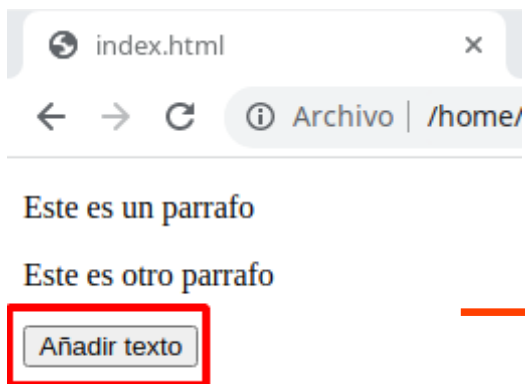 index.html
Archivo | /home/
Este es un parrafo
Este es otro parrafo
Añadir texto